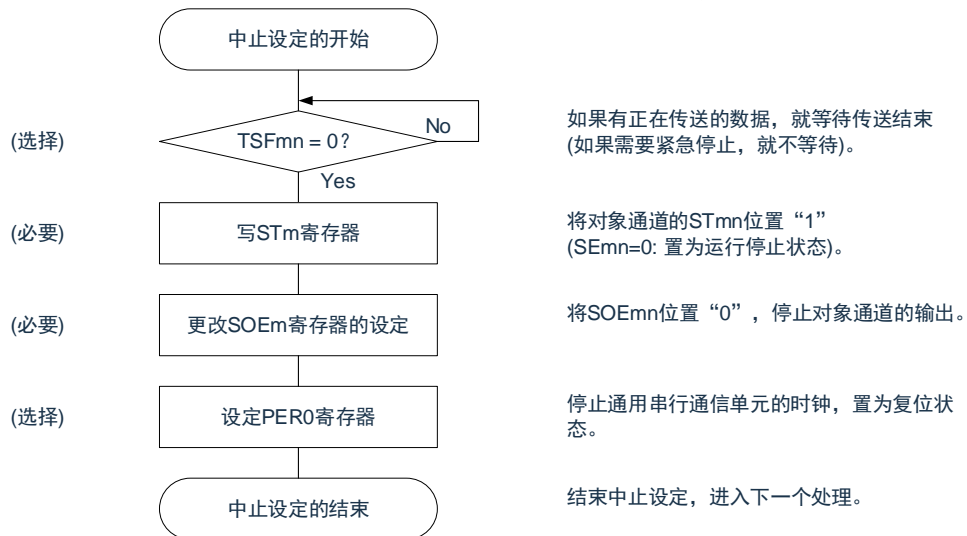 中止设定的开始
(选择)
TSFmn = 0？
No
Yes
如果有正在传送的数据，就等待传送结束
(如果需要紧急停止，就不等待)。
(必要)
写STm寄存器
将对象通道的STmn位置“1”
(SEmn=0: 置为运行停止状态)。
(必要)
更改SOEm寄存器的设定
将SOEmn位置“0”，停止对象通道的输出。
(选择)
设定PER0寄存器
停止通用串行通信单元的时钟，置为复位状
态。
中止设定的结束
结束中止设定，进入下一个处理。